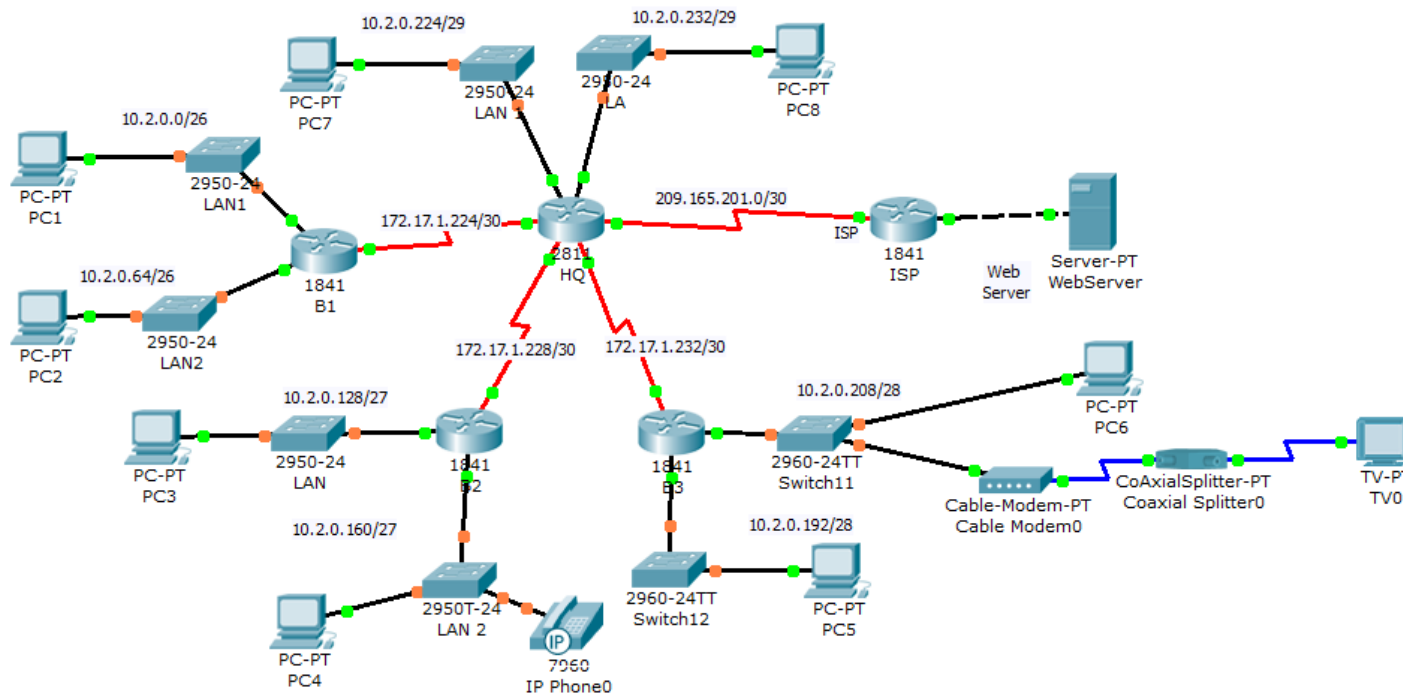 10.2.0.224/29
10.2.0.232/29
PC-PT
PC7
2950-24
LAN 1
2950-24
LA
PC-PT
PC8
10.2.0.0/26
PC-PT
PC1
2950-24
LAN1
172.17.1.224/30
2811
HQ
209.165.201.0/30
ISP
1841
ISP
Web
Server
Server-PT
WebServer
10.2.0.64/26
1841
B1
PC-PT
PC2
2950-24
LAN2
172.17.1.228/30
172.17.1.232/30
10.2.0.128/27
PC-PT
PC3
2950-24
LAN
1841
B2
1841
B3
10.2.0.208/28
2960-24TT
Switch11
PC-PT
PC6
Cable-Modem-PT
Cable Modem0
CoAxialSplitter-PT
Coaxial Splitter0
TV-PT
TV0
10.2.0.160/27
PC-PT
PC4
2950T-24
LAN 2
IP
7960
IP Phone0
10.2.0.192/28
2960-24TT
Switch12
PC-PT
PC5